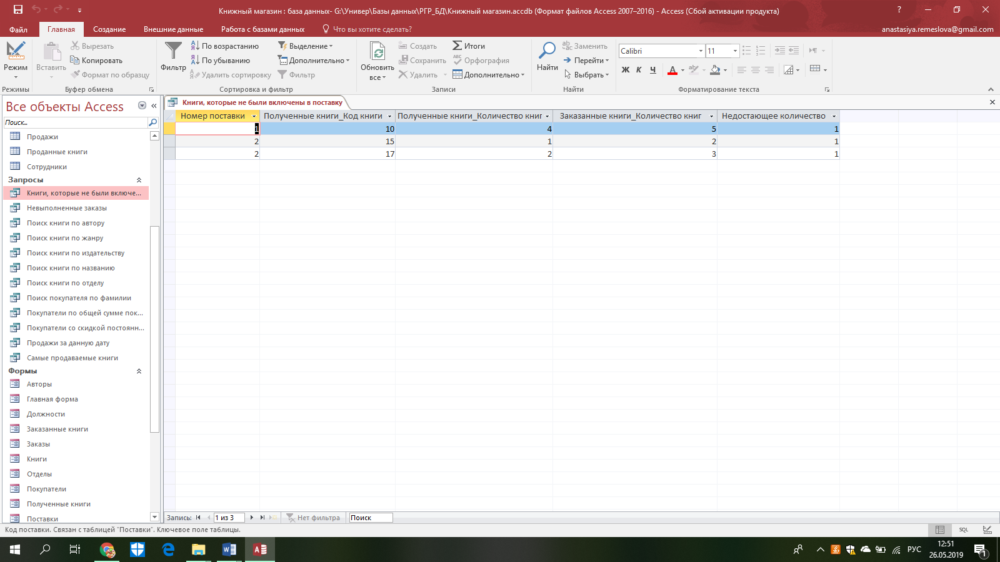 Книжный магазин : база данных- G:\Универ\Базы данных\РГР_БД\Книжный магазин.accdb (Формат файлов Access 2007–2016) - Access (Сбой активации продукта)
?
Файл Главная Создание Внешние данные Работа с базами данных Что вы хотите сделать? anastasiya.remeslova@gmail.com
Режим
Режимы
Вставить
Вырезать
Копировать
Формат по образцу
Буфер обмена
Фильтр
По возрастанию
По убыванию
Удалить сортировку
Выделение
Дополнительно
Фильтр
Сортировка и фильтр
Обновить
все
Создать
Сохранить
Удалить
Итоги
Орфография
Дополнительно
Записи
Найти
Заменить
Перейти
Выбрать
Найти
Calibri 11
Ж К Ч
Форматирование текста
Все объекты Access
Поиск...
Продажи
Проданные книги
Сотрудники
Запросы
Книги, которые не были включе...
Невыполненные заказы
Поиск книги по автору
Поиск книги по жанру
Поиск книги по издательству
Поиск книги по названию
Поиск книги по отделу
Поиск покупателя по фамилии
Покупатели по общей сумме пок...
Покупатели со скидкой постоянн...
Продажи за данную дату
Самые продаваемые книги
Формы
Авторы
Главная форма
Должности
Заказанные книги
Заказы
Книги
Отделы
Покупатели
Полученные книги
Поставки
Книги, которые не были включены в поставку
Номер поставки Полученные книги_Код книги Полученные книги_Количество книг Заказанные книги_Количество книг Недостающее количество
1 10 4 5 1
2 15 1 2 1
2 17 2 3 1
Запись: 1 из 3 Нет фильтра Поиск
Код поставки. Связан с таблицей "Поставки". Ключевое поле таблицы.
SQL
РУС
12:51
26.05.2019
1